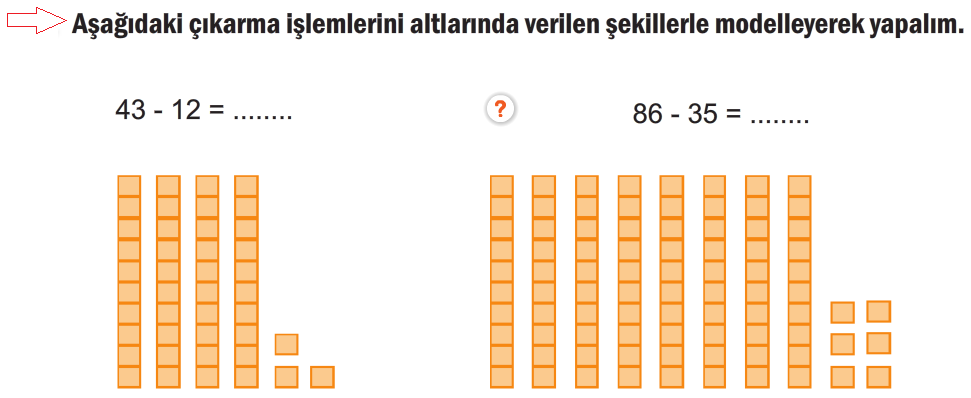 Aşağıdaki çıkarma işlemlerini altlarında verilen şekillerle modelleyerek yapalım.
43 - 12 = ........
?
86 - 35 = ........